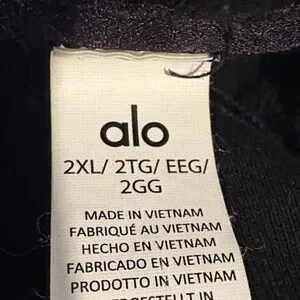 alo
2XL/ 2TG/ EEG/
2GG
MADE IN VIETNAM
FABRIQUÉ AU VIETNAM
HECHO EN VIETNAM
FABRICADO EN VIETNAM
PRODOTTO IN VIETNAM